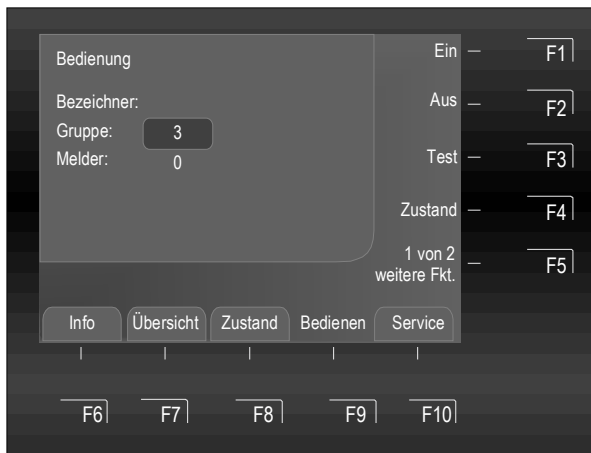 Bedienung
Bezeichner:
Gruppe: 3
Melder: 0
Ein – F1
Aus – F2
Test – F3
Zustand – F4
1 von 2
weitere Fkt. – F5
Info Übersicht Zustand Bedienen Service
F6 F7 F8 F9 F10